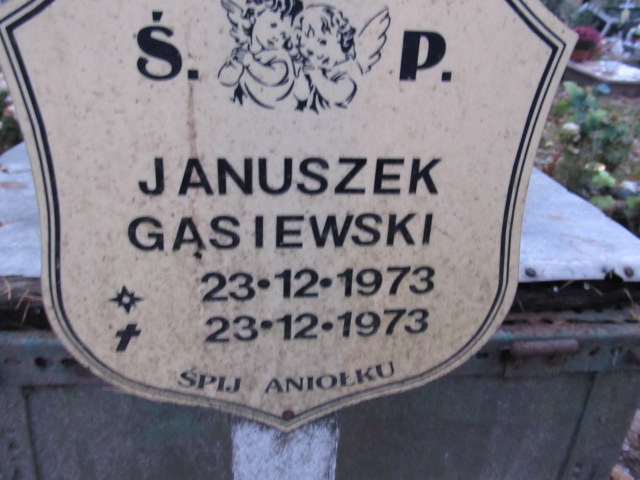 Ś. P.
JANUSZEK
GĄSIEWSKI
23•12•1973
23•12•1973
ŚPIJ ANIOŁKU